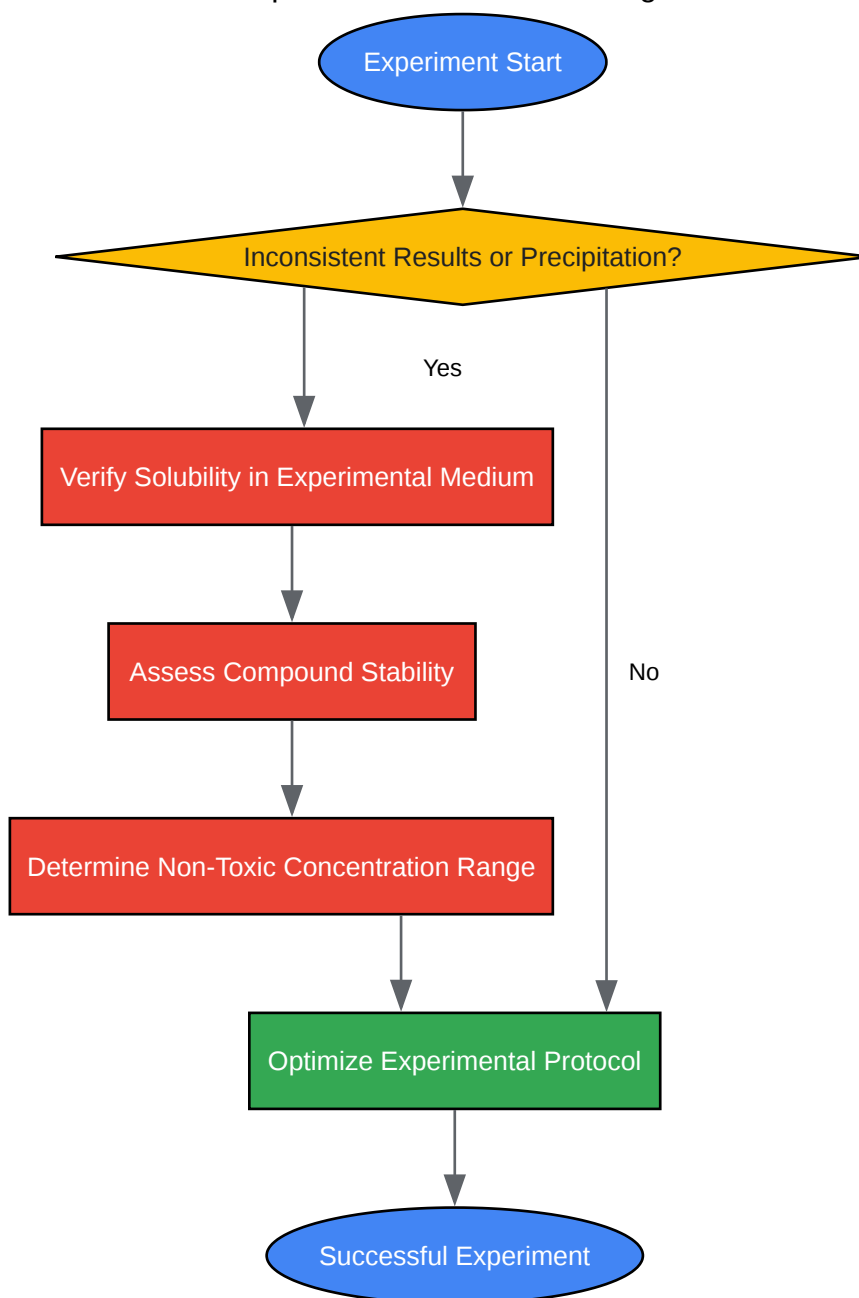 Experiment Start
Inconsistent Results or Precipitation?
Yes
Verify Solubility in Experimental Medium
Assess Compound Stability
No
Determine Non-Toxic Concentration Range
Optimize Experimental Protocol
Successful Experiment